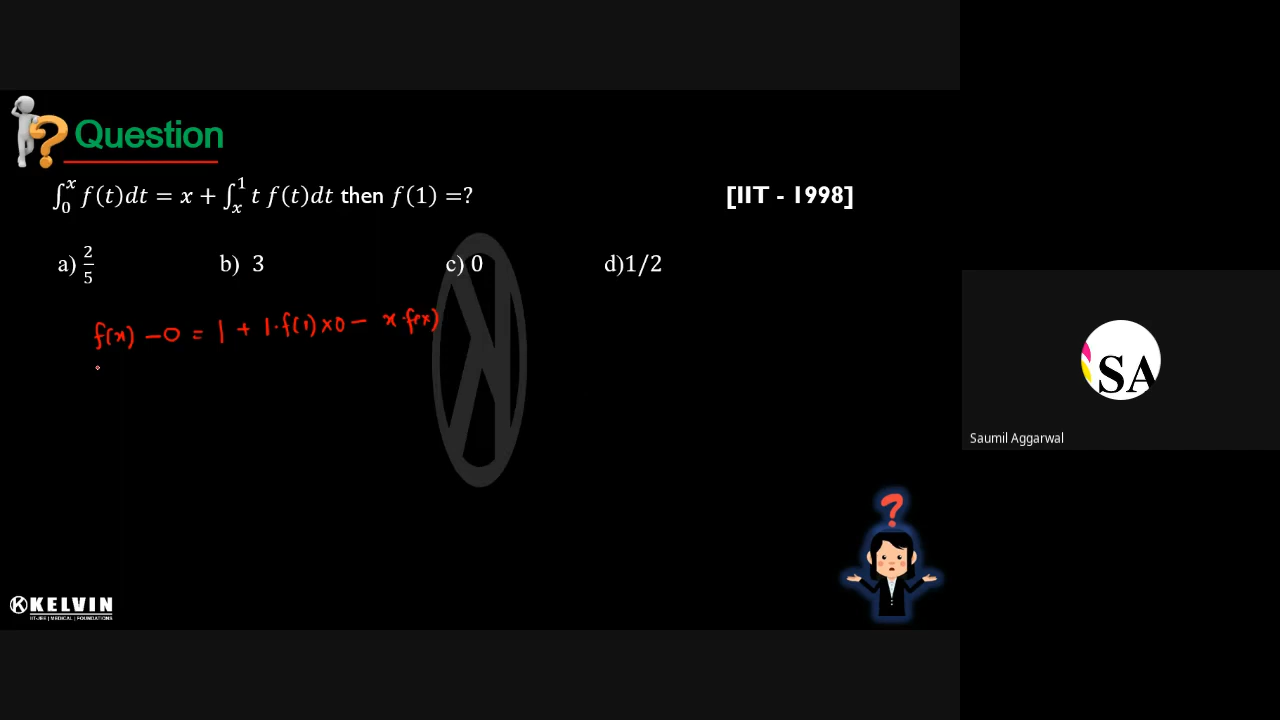 Question
∫₀ˣ f(t)dt = x + ∫ₓ¹ t f(t)dt then f(1) =?
[IIT - 1998]
a) 2/5 b) 3 c) 0 d)1/2
f(x) – 0 = 1 + 1·f(1)×0 – x·f(x)
SA
Saumil Aggarwal
KELVIN
IIT-JEE | MEDICAL | FOUNDATIONS